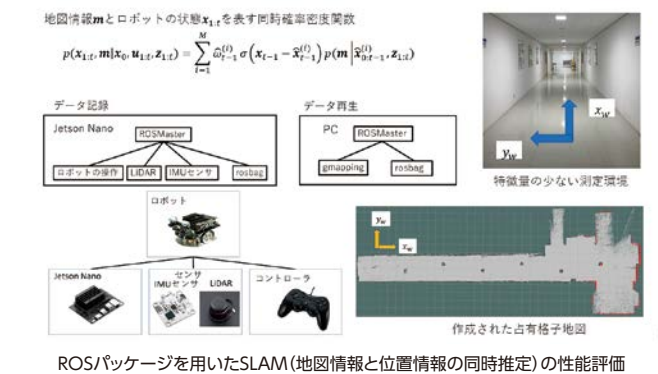 地図情報mとロボットの状態x1:tを表す同時確率密度関数
p(x1:t, m|x0, u1:t, z1:t) = Σ_{i=1}^{M} ω̂_{t-1}^{(i)} σ(x_{t-1} − x̂_{t-1}^{(i)}) p(m|x̂_{0:t-1}^{(i)}, z1:t)
データ記録
Jetson Nano
ROSMaster
ロボットの操作 LiDAR IMUセンサ rosbag
データ再生
PC
ROSMaster
gmapping rosbag
xw
yw
特徴量の少ない測定環境
ロボット
Jetson Nano
センサ
IMUセンサ LiDAR
コントローラ
yw
xw
作成された占有格子地図
ROSパッケージを用いたSLAM(地図情報と位置情報の同時推定)の性能評価